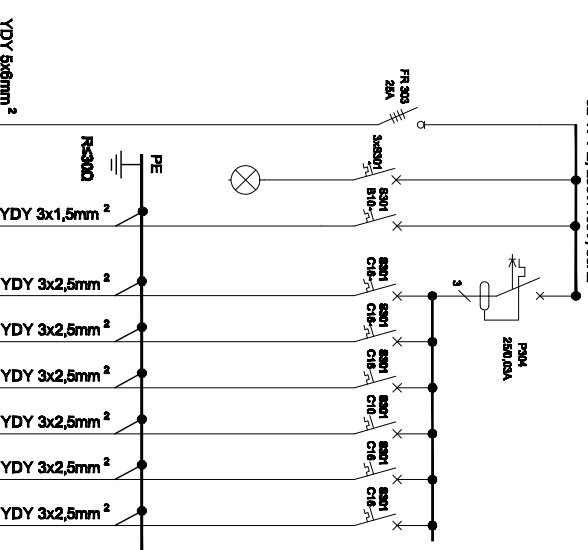 YDY 5x6mm²
FR 303
25A
3xS301
R≤30Ω
PE
S301
B10
YDY 3x1,5mm²
S301
C16
YDY 3x2,5mm²
3
P304
25/0,03A
S301
C16
YDY 3x2,5mm²
S301
C16
YDY 3x2,5mm²
S301
C10
YDY 3x2,5mm²
S301
C16
YDY 3x2,5mm²
S301
C16
YDY 3x2,5mm²